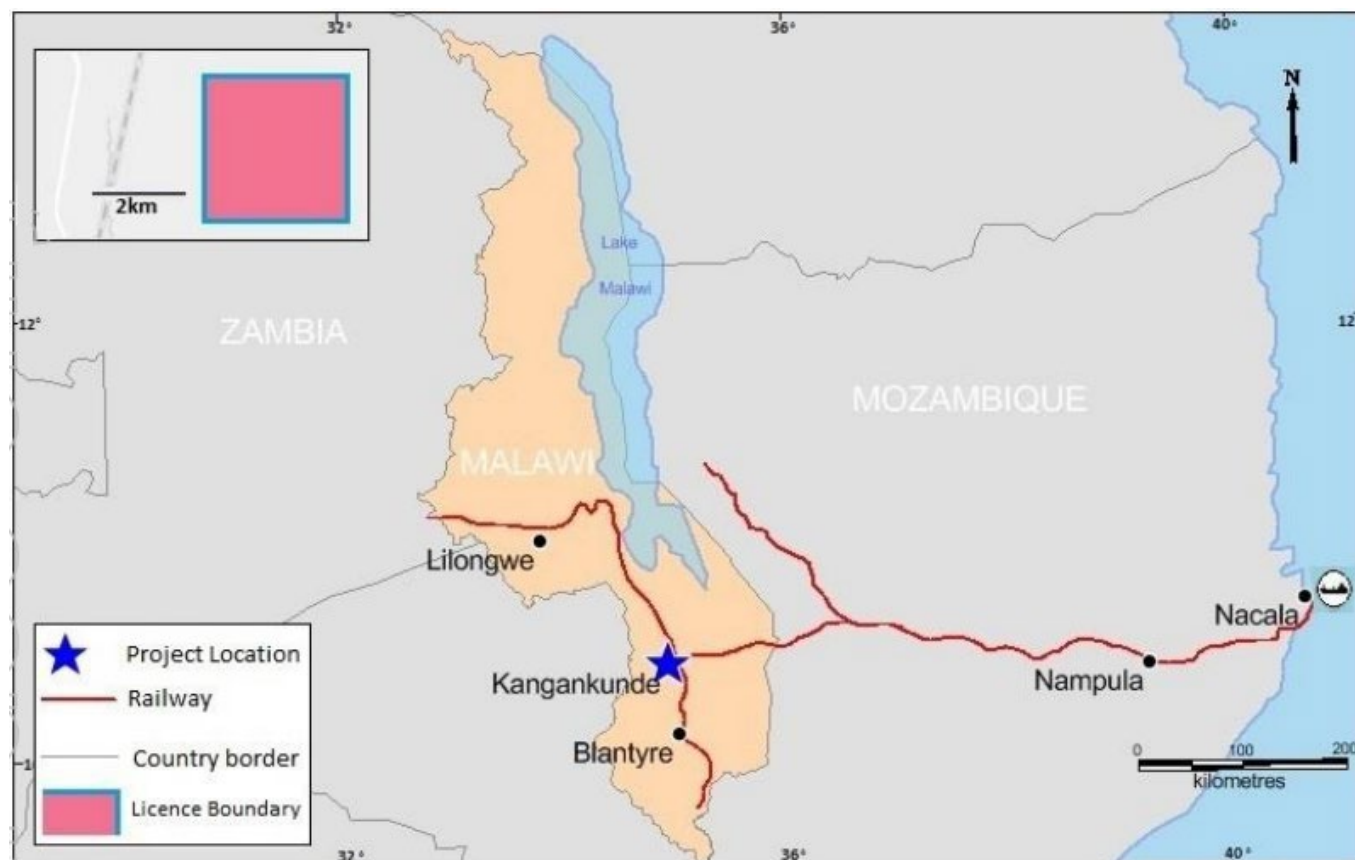 32°
36°
40°
N
2km
Lake
Malawi
12°
ZAMBIA
12
MOZAMBIQUE
MALAWI
Lilongwe
Nacala
Project Location
Kangankunde
Nampula
Railway
Blantyre
Country border
0 100 200
kilometres
Licence Boundary
32°
36°
40°